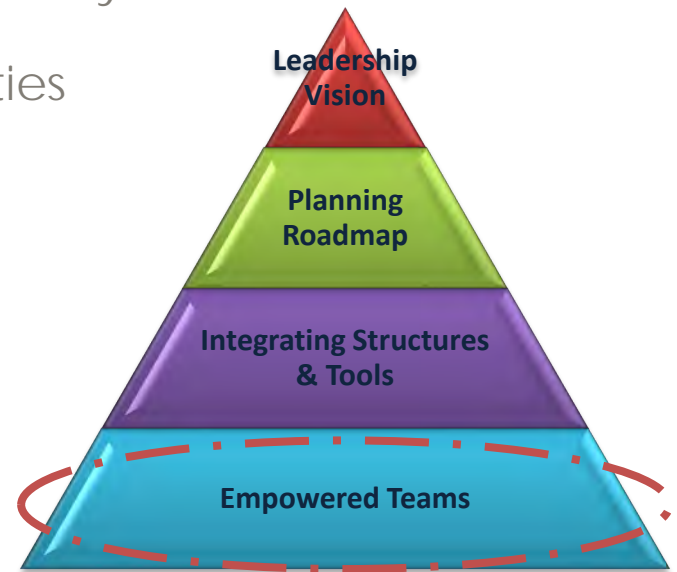 Leadership
Vision
Planning
Roadmap
Integrating Structures
& Tools
Empowered Teams